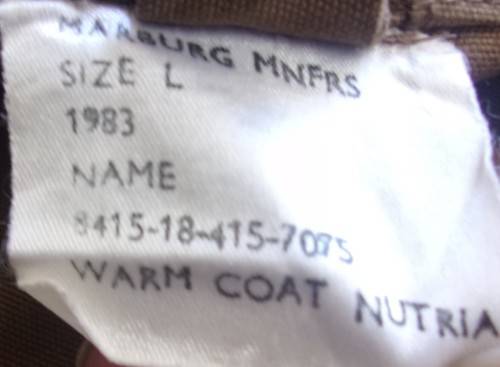 MARBURG MNFRS
SIZE L
1983
NAME
8415-18-415-7075
WARM COAT NUTRIA